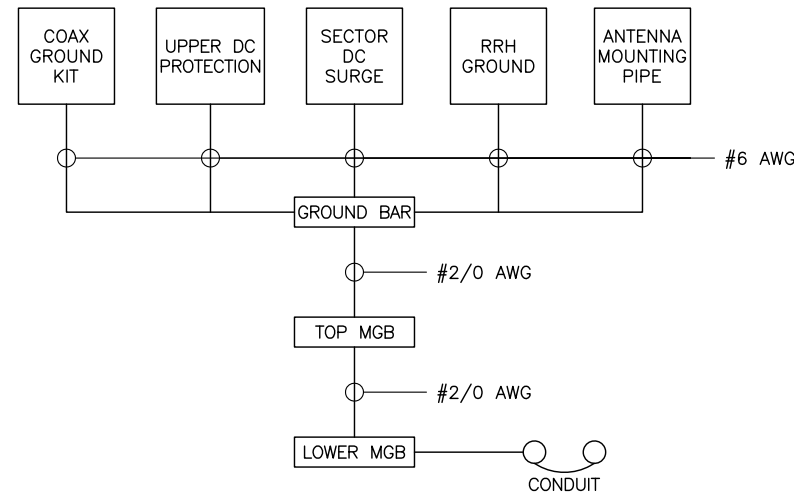 COAX
GROUND
KIT
UPPER DC
PROTECTION
SECTOR
DC
SURGE
RRH
GROUND
ANTENNA
MOUNTING
PIPE
#6 AWG
GROUND BAR
#2/0 AWG
TOP MGB
#2/0 AWG
LOWER MGB
CONDUIT